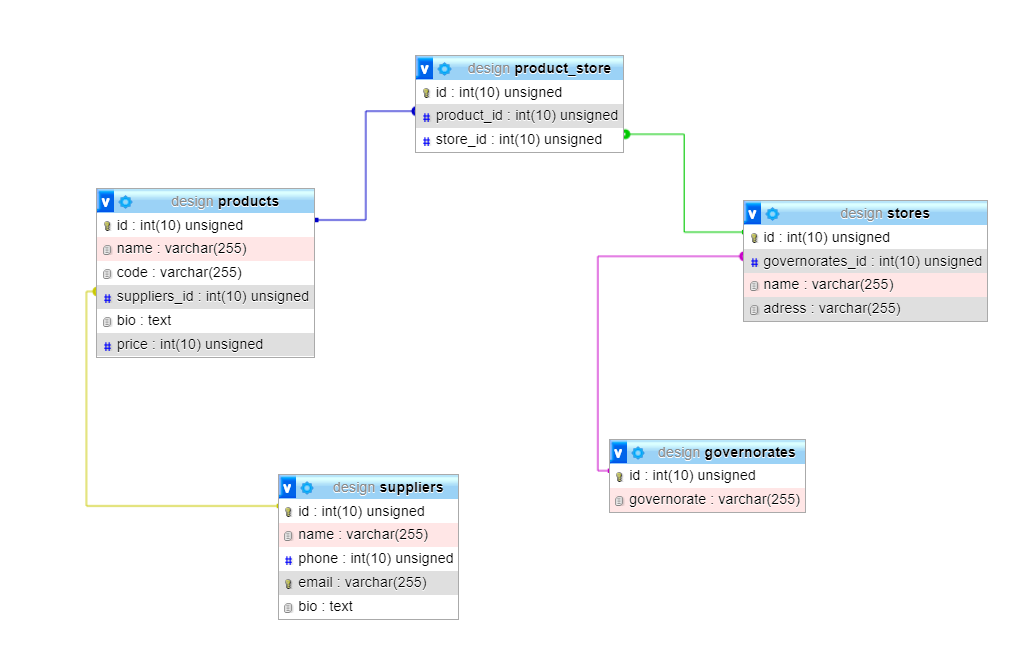 design product_store
id : int(10) unsigned
product_id : int(10) unsigned
store_id : int(10) unsigned
design products
id : int(10) unsigned
name : varchar(255)
code : varchar(255)
suppliers_id : int(10) unsigned
bio : text
price : int(10) unsigned
design stores
id : int(10) unsigned
governorates_id : int(10) unsigned
name : varchar(255)
adress : varchar(255)
design governorates
id : int(10) unsigned
governorate : varchar(255)
design suppliers
id : int(10) unsigned
name : varchar(255)
phone : int(10) unsigned
email : varchar(255)
bio : text